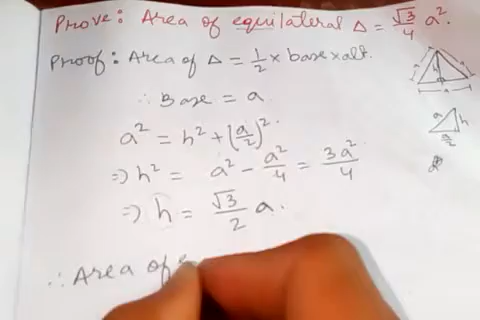 Prove: Area of equilateral Δ = √3/4 a².
Proof: Area of Δ = 1/2 × base × alt.
∴ Base = a
a² = h² + (a/2)².
⇒ h² = a² - a²/4 = 3a²/4
⇒ h = √3/2 a.
∴ Area of
a h
a/2